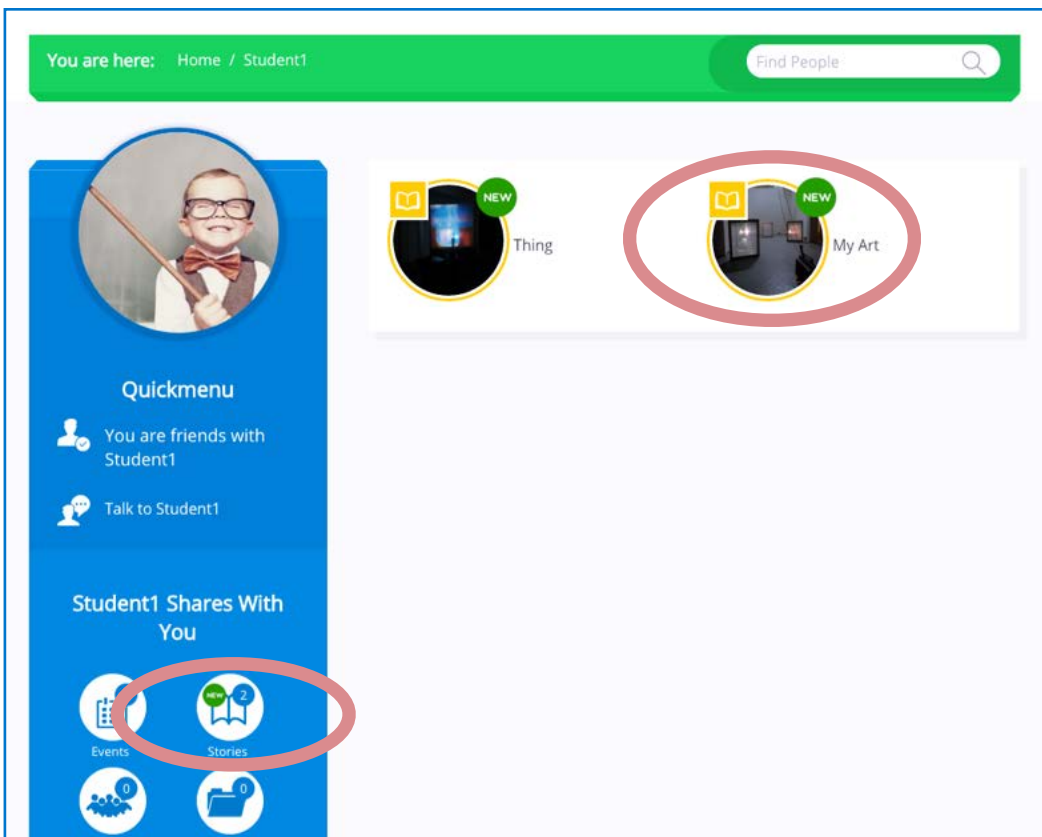 You are here: Home / Student1
Find People
NEW
Thing
NEW
My Art
Quickmenu
You are friends with
Student1
Talk to Student1
Student1 Shares With
You
NEW 2
Events
Stories
0
0